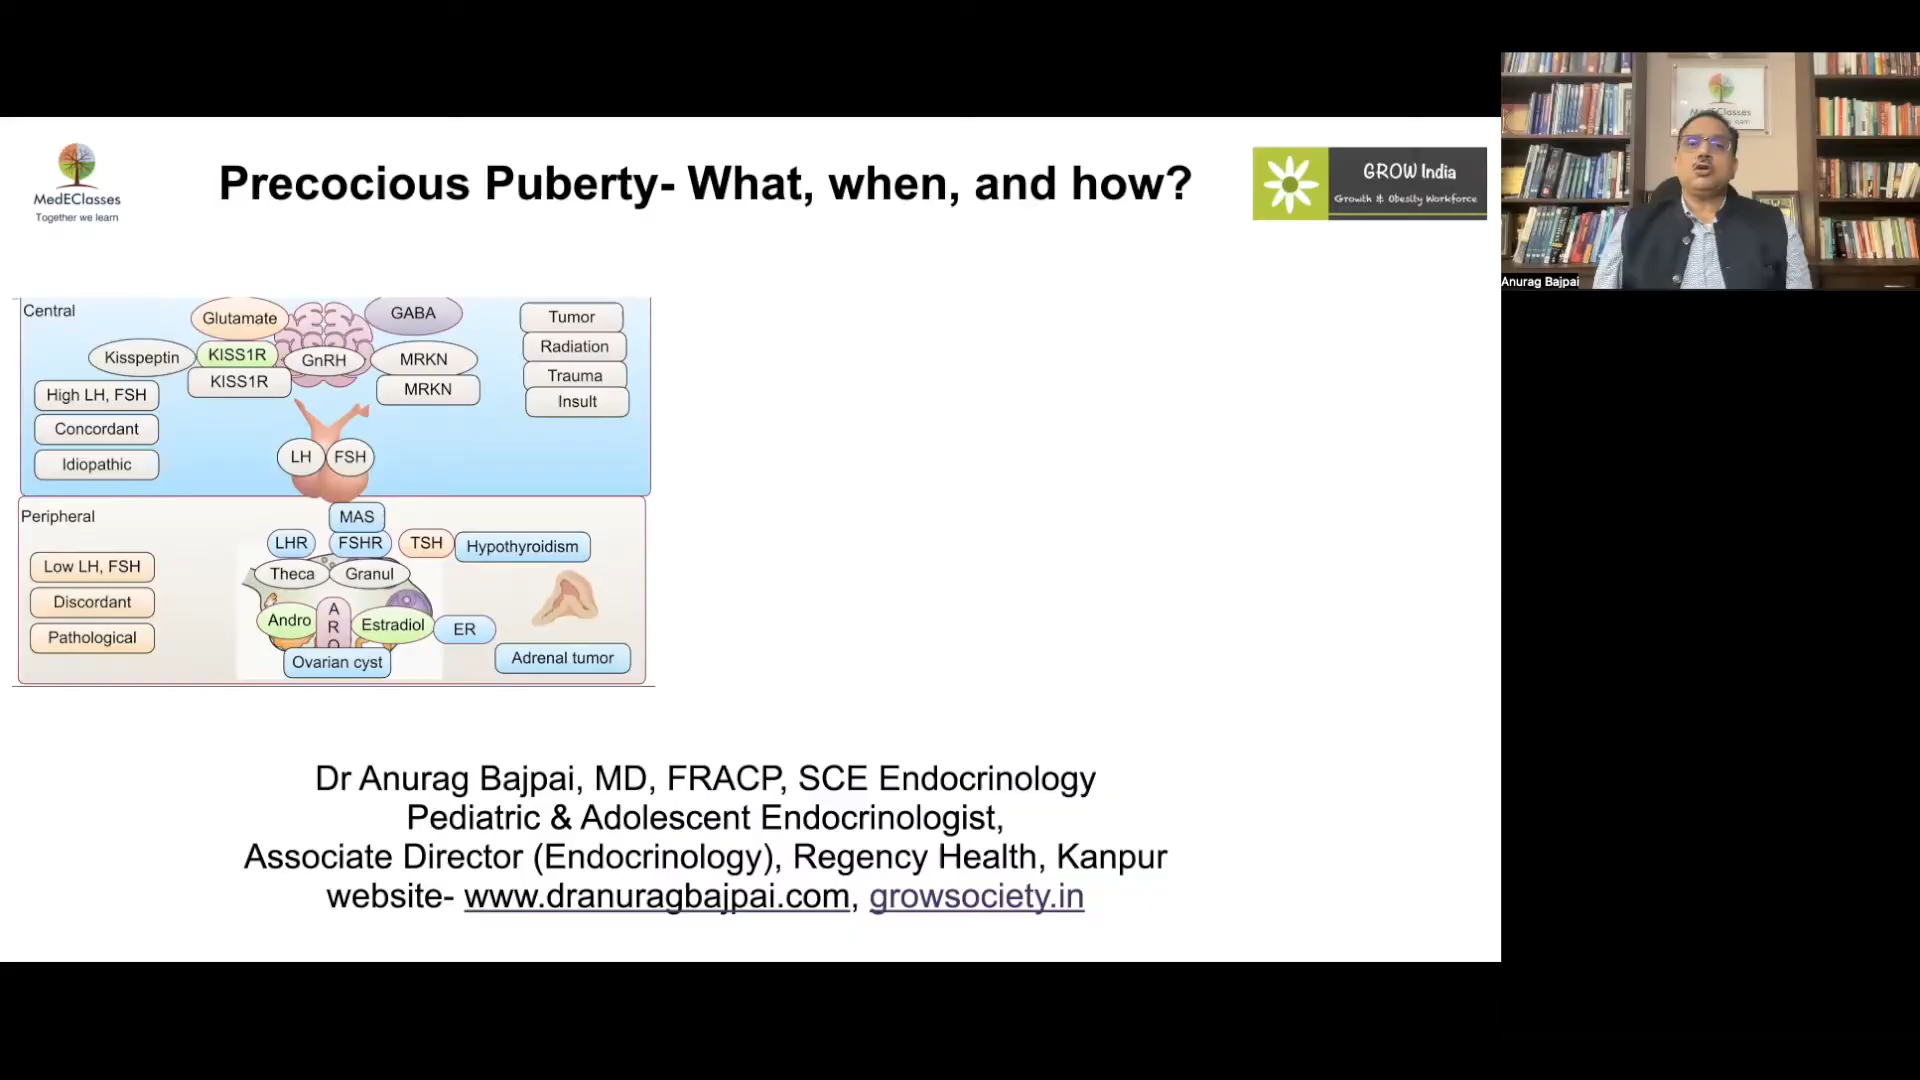 MedEClasses
Together we learn
Precocious Puberty- What, when, and how?
GROW India
Growth & Obesity Workforce
MedEClasses
Anurag Bajpai
Central
Glutamate
GABA
Kisspeptin
KISS1R
GnRH
MRKN
KISS1R
MRKN
Tumor
Radiation
Trauma
Insult
High LH, FSH
Concordant
Idiopathic
LH
FSH
Peripheral
MAS
LHR
FSHR
TSH
Hypothyroidism
Low LH, FSH
Discordant
Pathological
Theca
Granul
Andro
A
R
O
Estradiol
ER
Ovarian cyst
Adrenal tumor
Dr Anurag Bajpai, MD, FRACP, SCE Endocrinology
Pediatric & Adolescent Endocrinologist,
Associate Director (Endocrinology), Regency Health, Kanpur
website- www.dranuragbajpai.com, growsociety.in